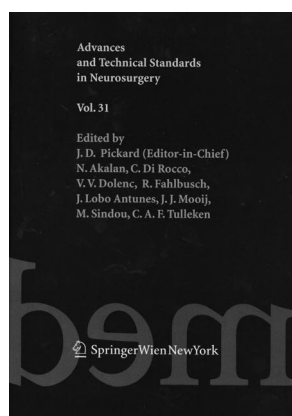 Advances
and Technical Standards
in Neurosurgery
Vol. 31
Edited by
J. D. Pickard (Editor-in-Chief)
N. Akalan, C. Di Rocco,
V. V. Dolenc, R. Fahlbusch,
J. Lobo Antunes, J. J. Mooij,
M. Sindou, C. A. F. Tulleken
med
SpringerWienNewYork